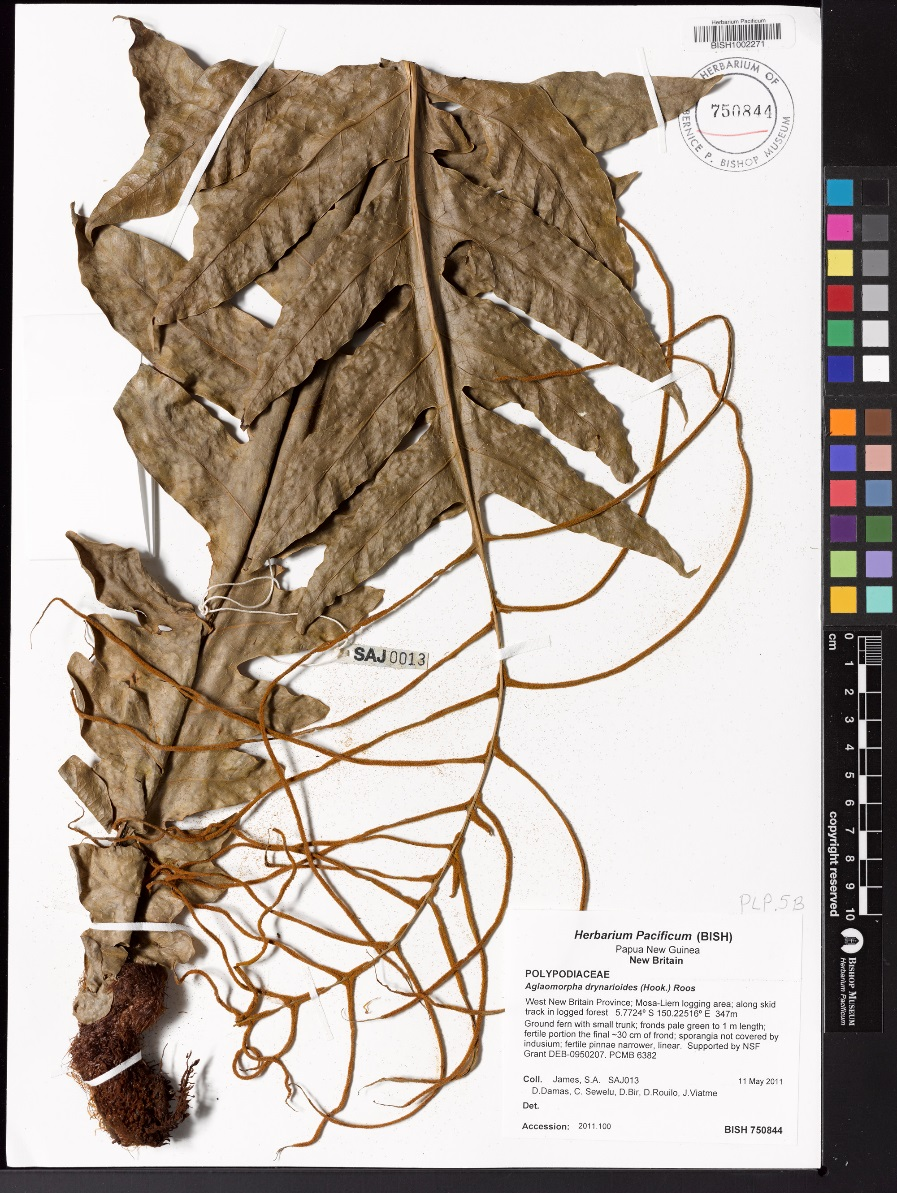 Herbarium Pacificum
BISH1002271
HERBARIUM OF
750844
BERNICE P. BISHOP MUSEUM
SAJ0013
0
cm
1
2
3
4
5
6
7
8
9
10
copyright reserved
BISHOP MUSEUM
Herbarium Pacificum
PLP.5B
Herbarium Pacificum (BISH)
Papua New Guinea
New Britain
POLYPODIACEAE
Aglaomorpha drynarioides (Hook.) Roos
West New Britain Province; Mosa-Liem logging area; along skid
track in logged forest 5.7724° S 150.22516° E 347m
Ground fern with small trunk; fronds pale green to 1 m length;
fertile portion the final ~30 cm of frond; sporangia not covered by
indusium; fertile pinnae narrower, linear. Supported by NSF
Grant DEB-0950207. PCMB 6382
Coll. James, S.A. SAJ013 11 May 2011
D.Damas, C. Sewelu, D.Bir, D.Rouilo, J.Viatme
Det.
Accession: 2011.100 BISH 750844